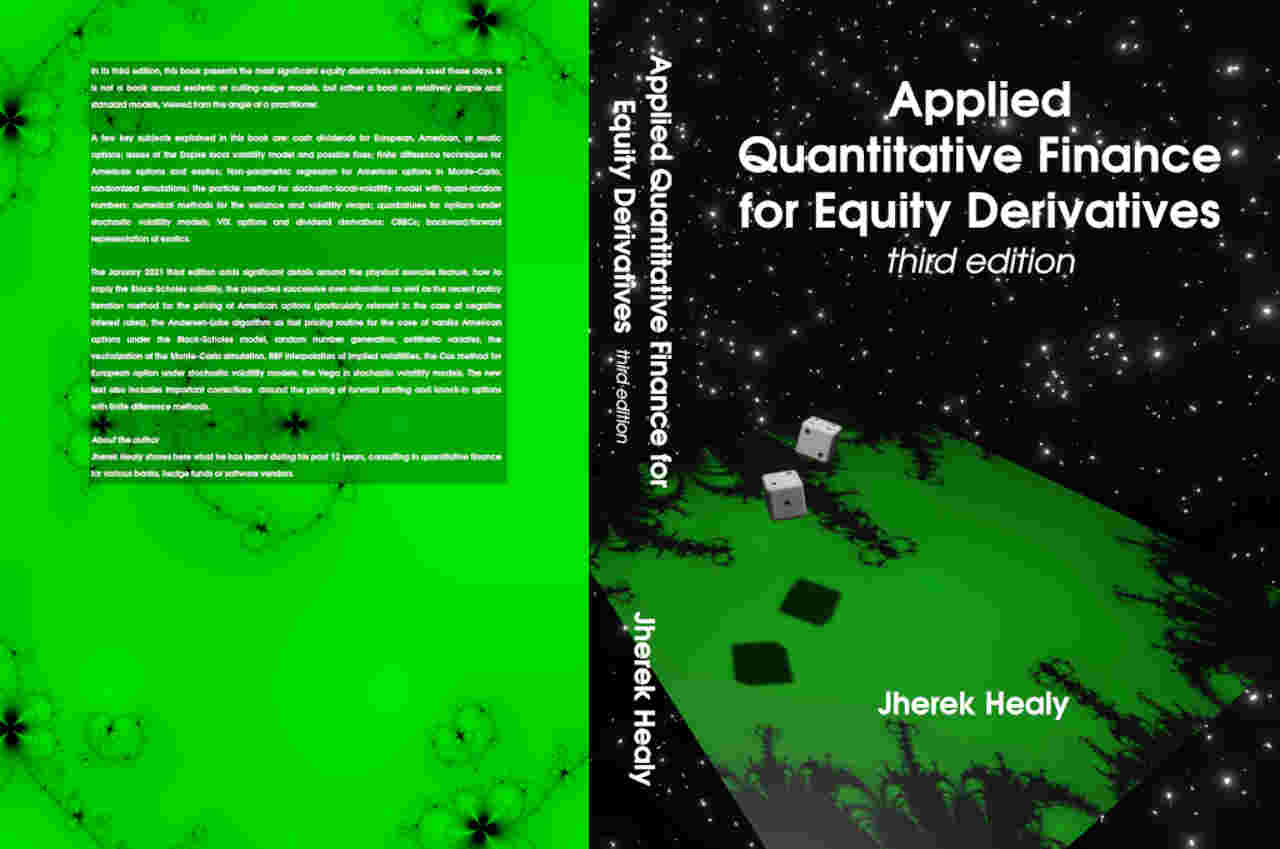 In its third edition, this book presents the most significant equity derivatives models used these days. It
is not a book around esoteric or cutting-edge models, but rather a book on relatively simple and
standard models, viewed from the angle of a practitioner.
A few key subjects explained in this book are: cash dividends for European, American, or exotic
options; issues of the Dupire local volatility model and possible fixes; finite difference techniques for
American options and exotics; Non-parametric regression for American options in Monte-Carlo,
randomized simulations; the particle method for stochastic-local-volatility model with quasi-random
numbers; numerical methods for the variance and volatility swaps; quadratures for options under
stochastic volatility models; VIX options and dividend derivatives; CBBCs; backward/forward
representation of exotics.
The January 2021 third edition adds significant details around the physical exercise feature, how to
imply the Black-Scholes volatility, the projected successive over-relaxation as well as the recent policy
iteration method for the pricing of American options (particularly relevant in the case of negative
interest rates), the Andersen-Lake algorithm as fast pricing routine for the case of vanilla American
options under the Black-Scholes model, random number generation, antithetic variates, the
vectorization of the Monte-Carlo simulation, RBF interpolation of implied volatilities, the Cos method for
European option under stochastic volatility models, the Vega in stochastic volatility models. The new
text also includes important corrections around the pricing of forward starting and knock-in options
with finite difference methods.
About the author
Jherek Healy shares here what he has learnt during his past 12 years, consulting in quantitative finance
for various banks, hedge funds or software vendors.
Applied Quantitative Finance for
Equity Derivatives third edition
Jherek Healy
Applied
Quantitative Finance
for Equity Derivatives
third edition
Jherek Healy